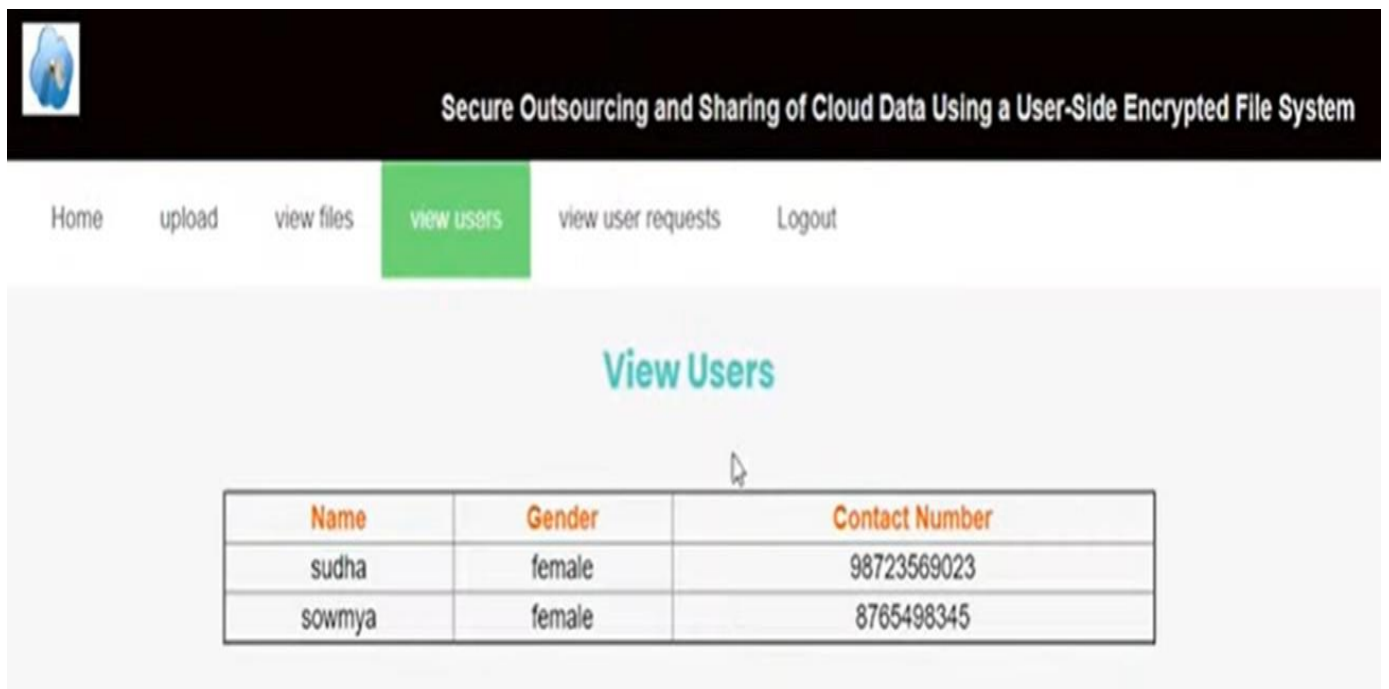 Secure Outsourcing and Sharing of Cloud Data Using a User-Side Encrypted File System
Home upload view files view users view user requests Logout
View Users
Name Gender Contact Number
sudha female 98723569023
sowmya female 8765498345